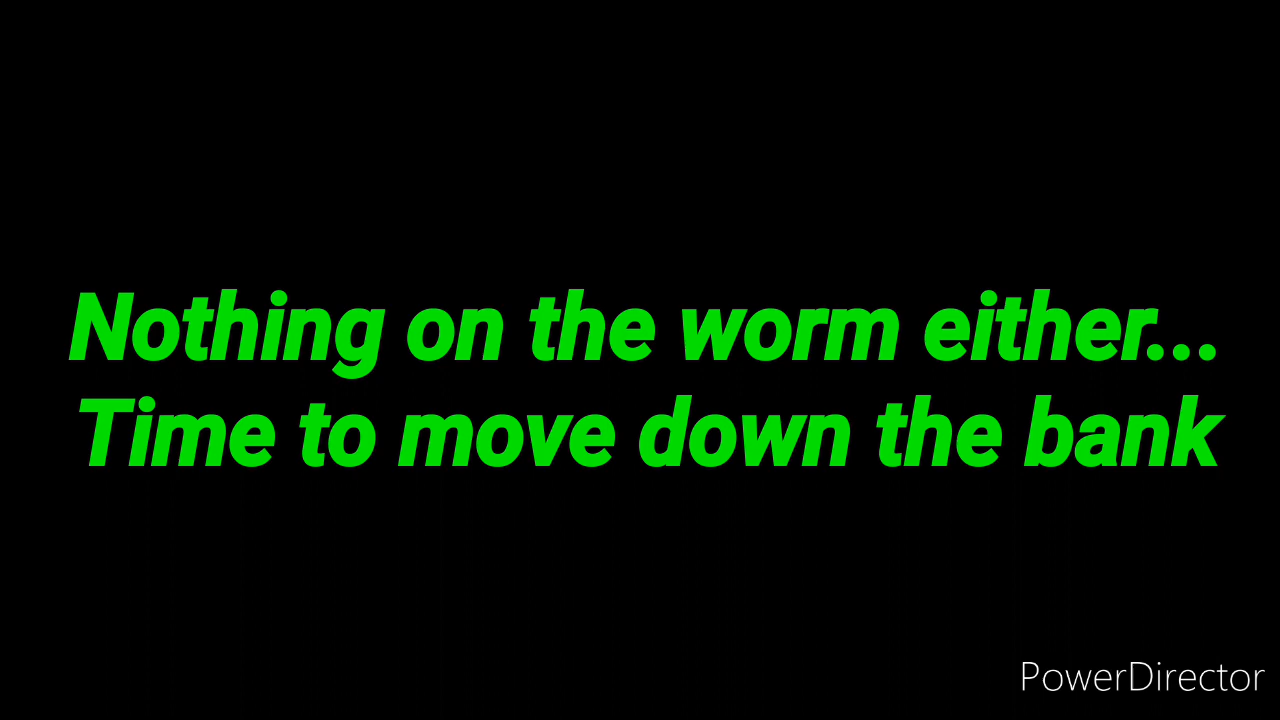 Nothing on the worm either...
Time to move down the bank
PowerDirector